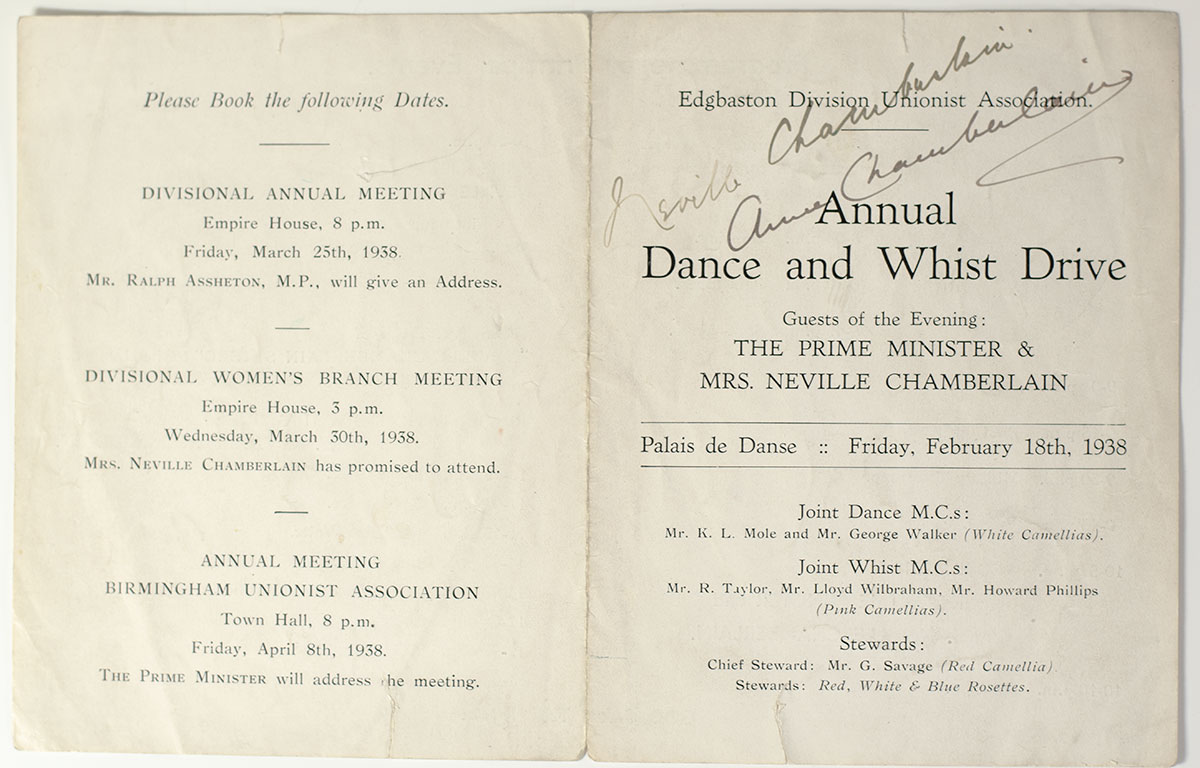 Please Book the following Dates.
DIVISIONAL ANNUAL MEETING
Empire House, 8 p.m.
Friday, March 25th, 1938.
MR. RALPH ASSHETON, M.P., will give an Address.
DIVISIONAL WOMEN'S BRANCH MEETING
Empire House, 3 p.m.
Wednesday, March 30th, 1938.
MRS. NEVILLE CHAMBERLAIN has promised to attend.
ANNUAL MEETING
BIRMINGHAM UNIONIST ASSOCIATION
Town Hall, 8 p.m.
Friday, April 8th, 1938.
THE PRIME MINISTER will address the meeting.
Edgbaston Division Unionist Association.
Neville Chamberlain.
Annie Chamberlain
Annual
Dance and Whist Drive
Guests of the Evening:
THE PRIME MINISTER &
MRS. NEVILLE CHAMBERLAIN
Palais de Danse :: Friday, February 18th, 1938
Joint Dance M.C.s:
Mr. K. L. Mole and Mr. George Walker (White Camellias).
Joint Whist M.C.s:
Mr. R. Taylor, Mr. Lloyd Wilbraham, Mr. Howard Phillips
(Pink Camellias).
Stewards:
Chief Steward: Mr. G. Savage (Red Camellia)
Stewards: Red, White & Blue Rosettes.